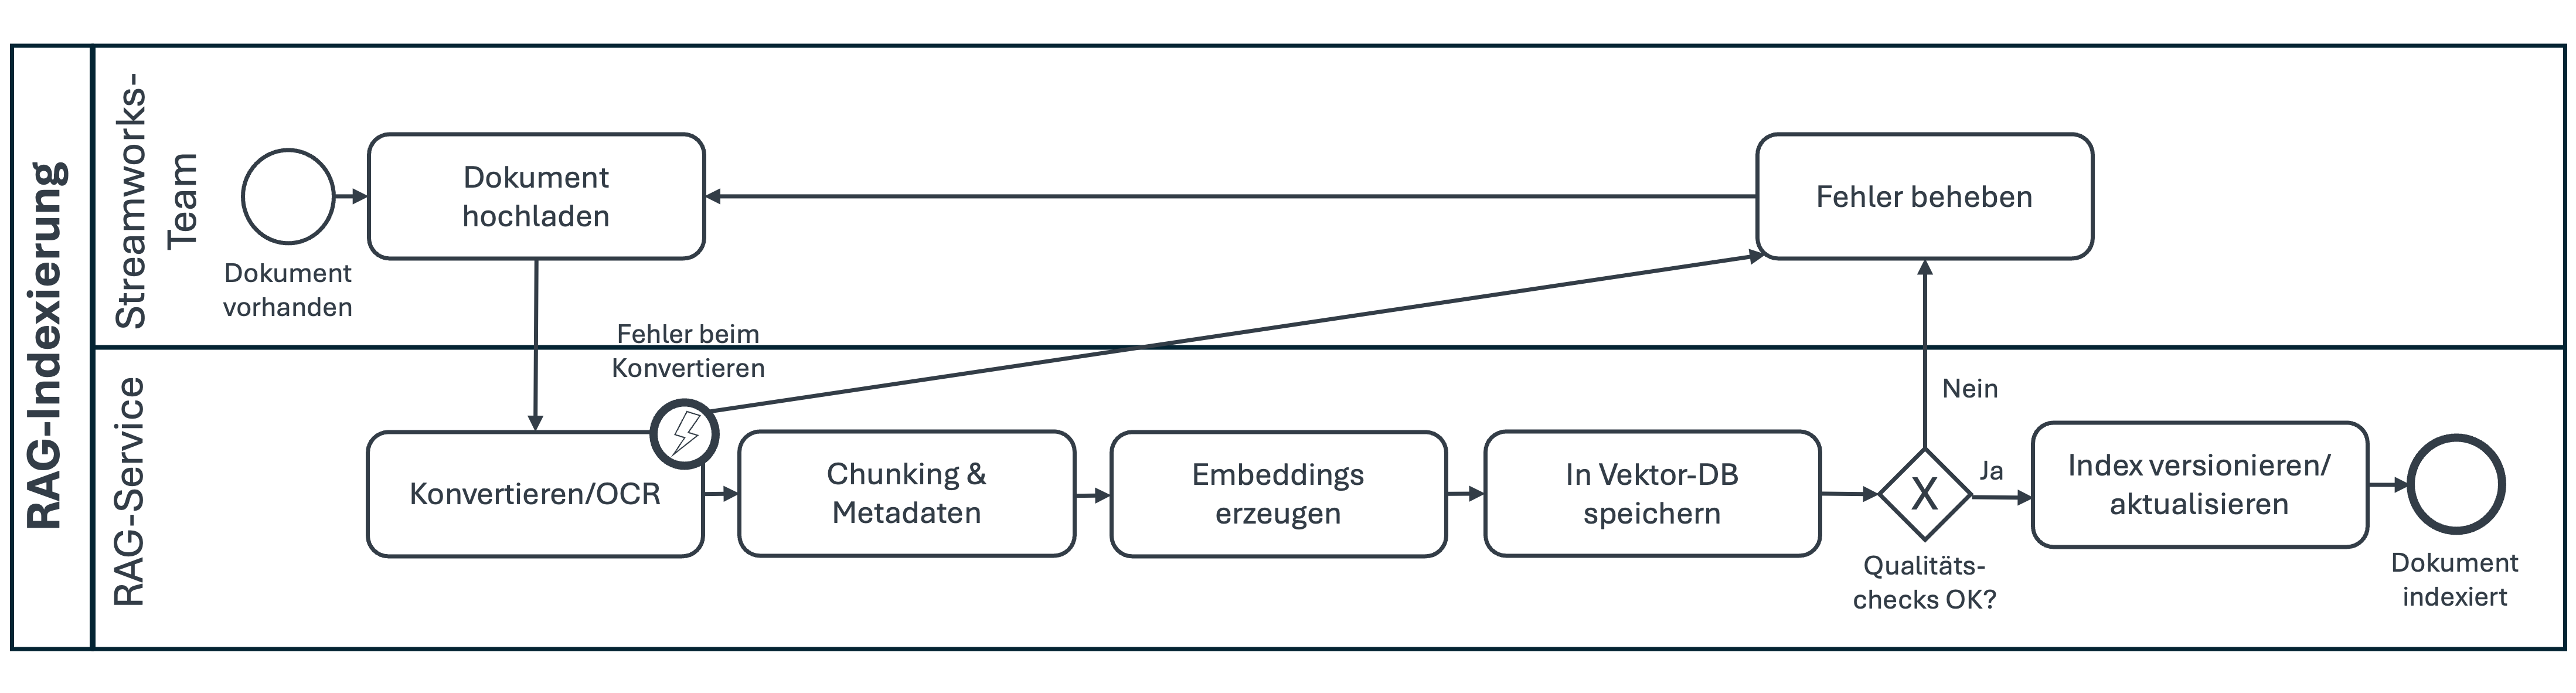 RAG-Indexierung
Streamworks-
Team
Dokument
vorhanden
Dokument
hochladen
Fehler beheben
RAG-Service
Fehler beim
Konvertieren
Konvertieren/OCR
Chunking &
Metadaten
Embeddings
erzeugen
In Vektor-DB
speichern
X
Qualitäts-
checks OK?
Nein
Ja
Index versionieren/
aktualisieren
Dokument
indexiert